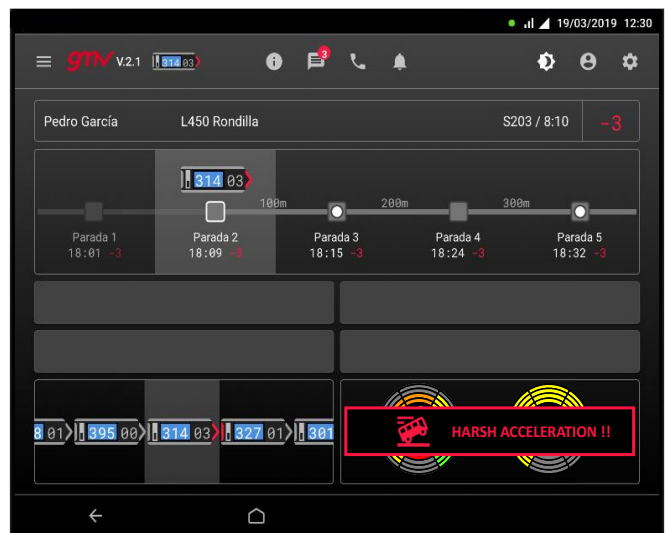 19/03/2019 12:30
gmv V.2.1 314 03 3
Pedro García L450 Rondilla S203 / 8:10 -3
314 03
100m 200m 300m
Parada 1 Parada 2 Parada 3 Parada 4 Parada 5
18:01 -3 18:09 -3 18:15 -3 18:24 -3 18:32 -3
8 01 395 00 314 03 327 01 301
HARSH ACCELERATION !!